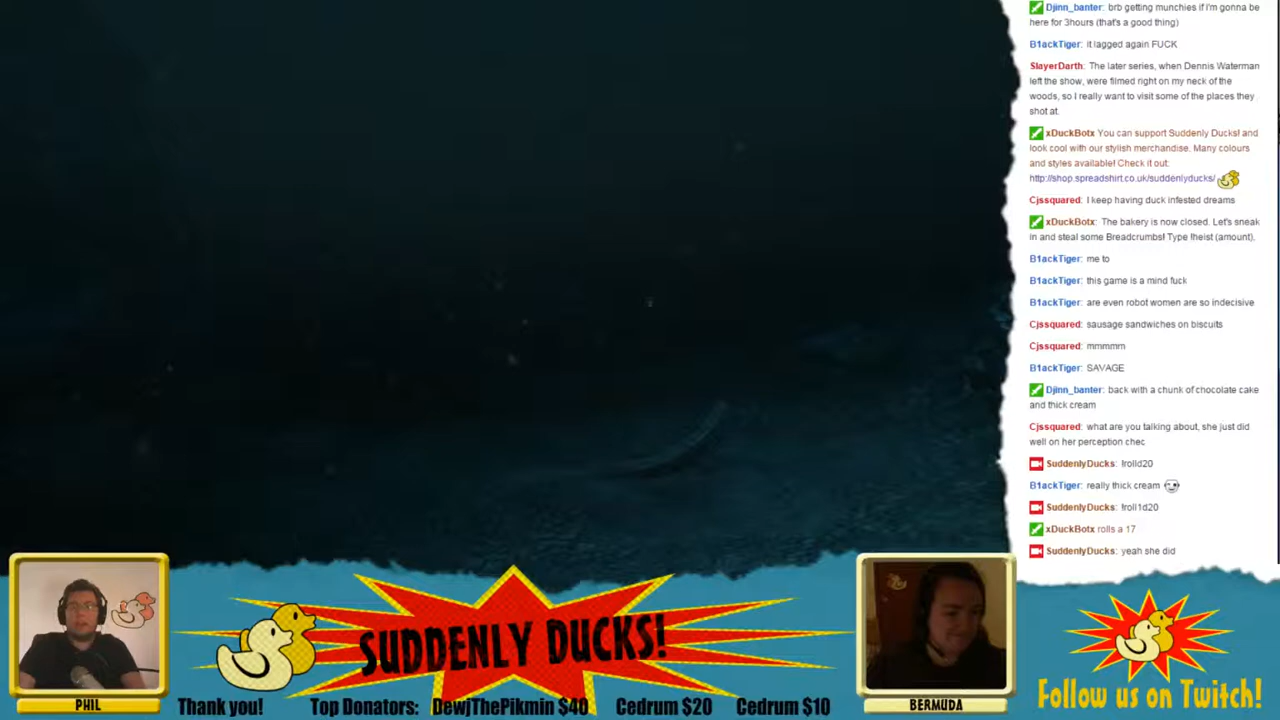 Djinn_banter: brb getting munchies if i'm gonna be
here for 3hours (that's a good thing)
B1ackTiger: it lagged again FUCK
SlayerDarth: The later series, when Dennis Waterman
left the show, were filmed right on my neck of the
woods, so I really want to visit some of the places they
shot at.
xDuckBotx You can support Suddenly Ducks! and
look cool with our stylish merchandise. Many colours
and styles available! Check it out:
http://shop.spreadshirt.co.uk/suddenlyducks/
Cjssquared: I keep having duck infested dreams
xDuckBotx: The bakery is now closed. Let's sneak
in and steal some Breadcrumbs! Type !heist (amount).
B1ackTiger: me to
B1ackTiger: this game is a mind fuck
B1ackTiger: are even robot women are so indecisive
Cjssquared: sausage sandwiches on biscuits
Cjssquared: mmmmm
B1ackTiger: SAVAGE
Djinn_banter: back with a chunk of chocolate cake
and thick cream
Cjssquared: what are you talking about, she just did
well on her perception chec
SuddenlyDucks: !rolld20
B1ackTiger: really thick cream
SuddenlyDucks: !roll1d20
xDuckBotx rolls a 17
SuddenlyDucks: yeah she did
SUDDENLY DUCKS!
PHIL
Thank you! Top Donators: DewjThePikmin $40 Cedrum $20 Cedrum $10
BERMUDA
Follow us on Twitch!